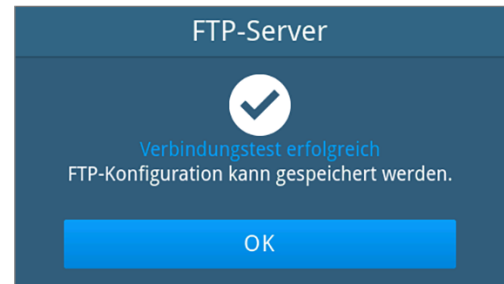 FTP-Server
Verbindungstest erfolgreich
FTP-Konfiguration kann gespeichert werden.
OK